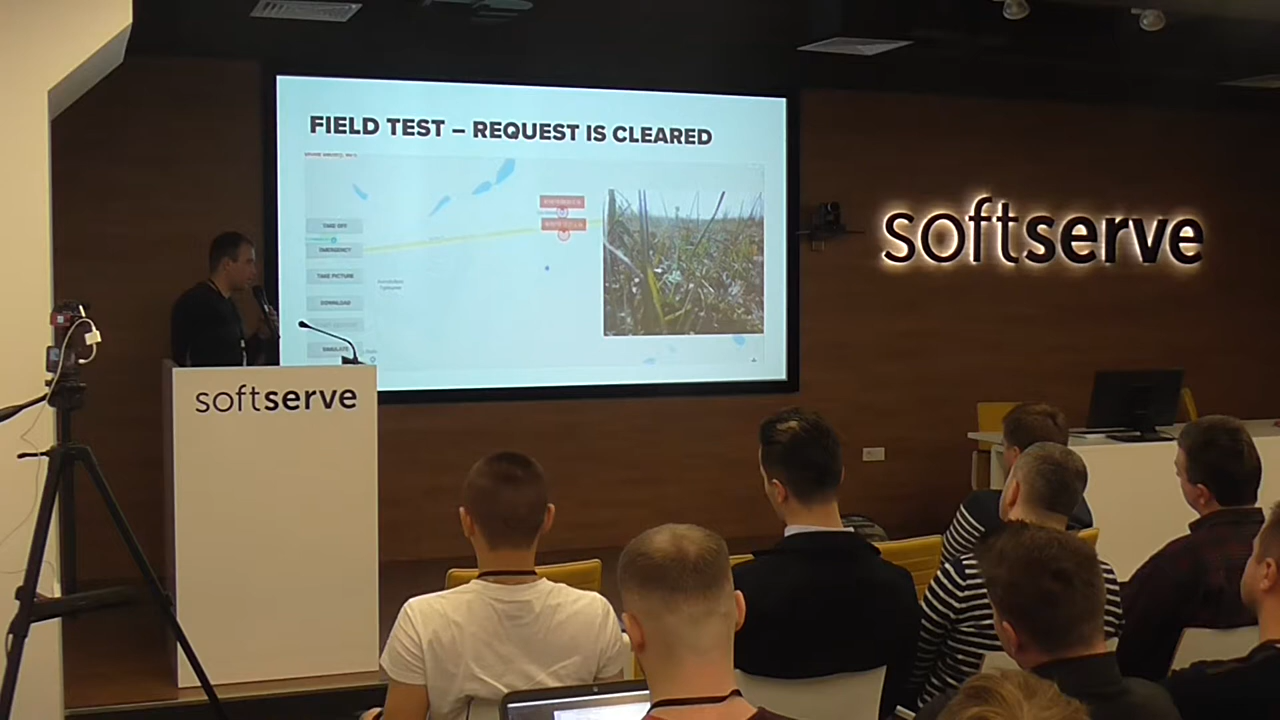 FIELD TEST – REQUEST IS CLEARED
TAKE OFF
EMERGENCY
TAKE PICTURE
DOWNLOAD
SIMULATE
softserve
softserve